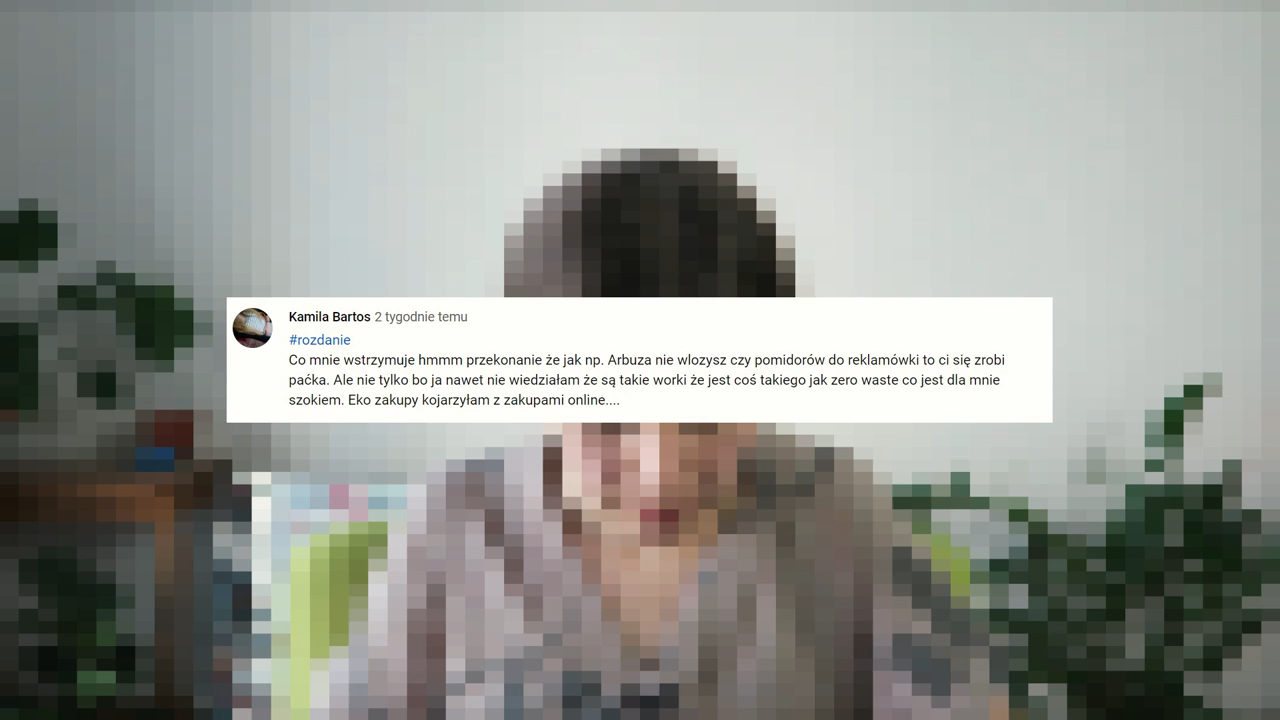 Kamila Bartos 2 tygodnie temu
#rozdanie
Co mnie wstrzymuje hmmm przekonanie że jak np. Arbuza nie wlozysz czy pomidorów do reklamówki to ci się zrobi
paćka. Ale nie tylko bo ja nawet nie wiedziałam że są takie worki że jest coś takiego jak zero waste co jest dla mnie
szokiem. Eko zakupy kojarzyłam z zakupami online....